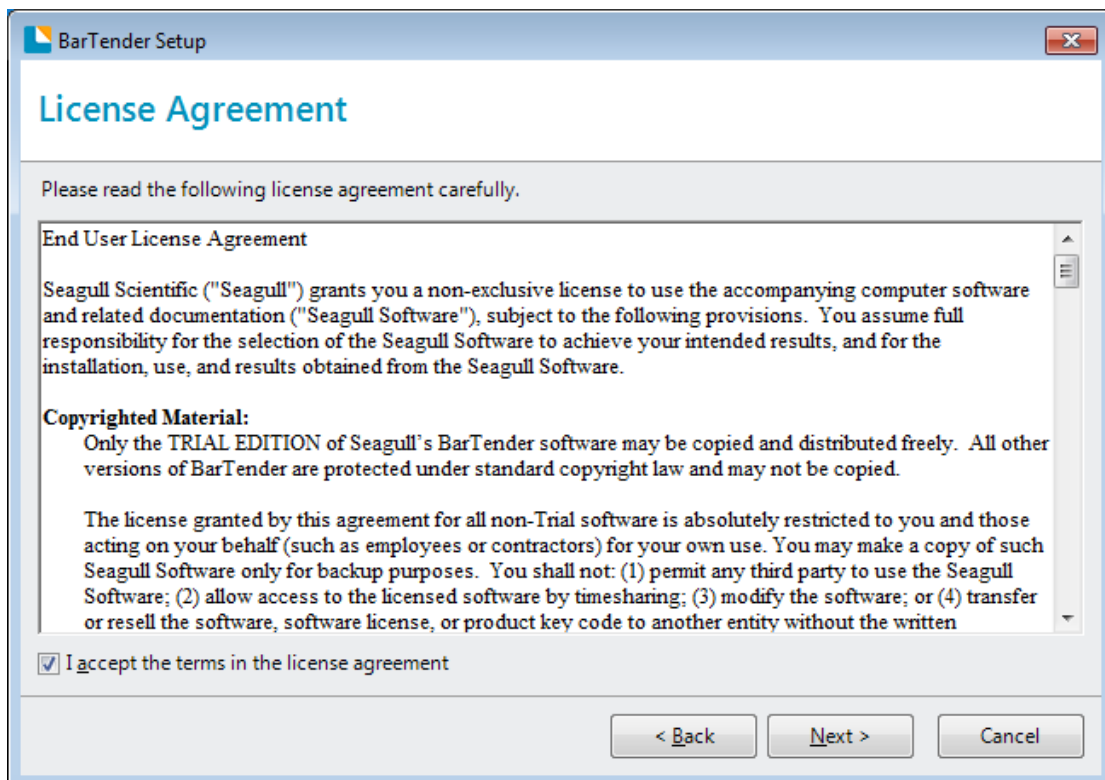 BarTender Setup
License Agreement
Please read the following license agreement carefully.
End User License Agreement
Seagull Scientific ("Seagull") grants you a non-exclusive license to use the accompanying computer software
and related documentation ("Seagull Software"), subject to the following provisions.  You assume full
responsibility for the selection of the Seagull Software to achieve your intended results, and for the
installation, use, and results obtained from the Seagull Software.
Copyrighted Material:
Only the TRIAL EDITION of Seagull’s BarTender software may be copied and distributed freely.  All other
versions of BarTender are protected under standard copyright law and may not be copied.
The license granted by this agreement for all non-Trial software is absolutely restricted to you and those
acting on your behalf (such as employees or contractors) for your own use. You may make a copy of such
Seagull Software only for backup purposes.  You shall not: (1) permit any third party to use the Seagull
Software; (2) allow access to the licensed software by timesharing; (3) modify the software; or (4) transfer
or resell the software, software license, or product key code to another entity without the written
I accept the terms in the license agreement
< Back
Next >
Cancel